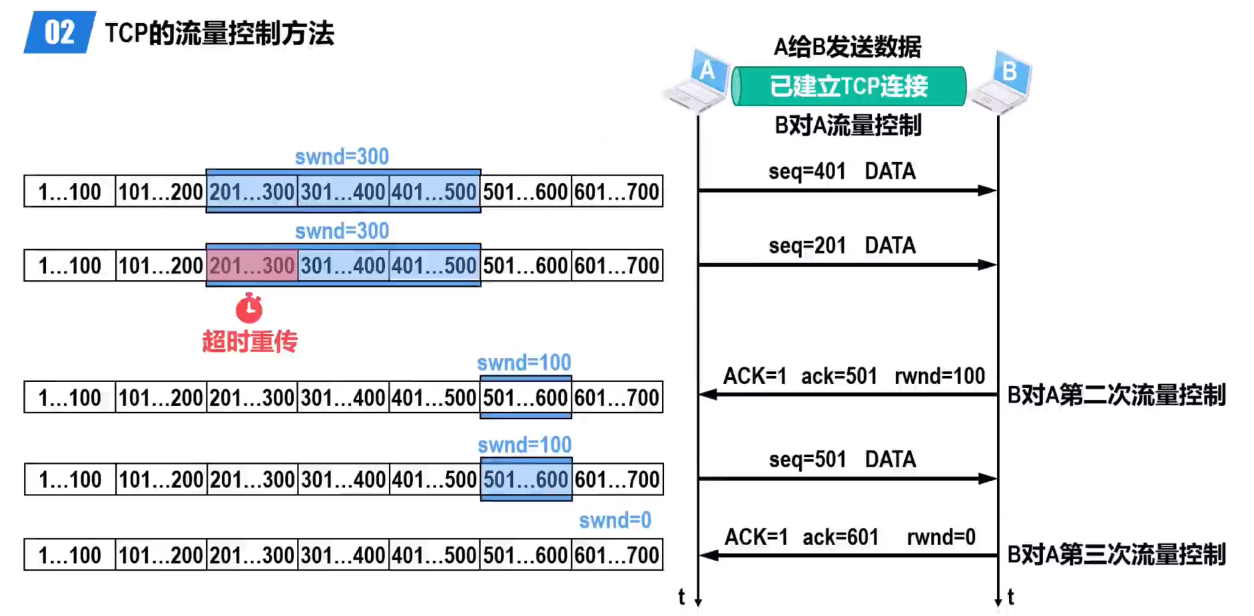 02 TCP的流量控制方法
A给B发送数据
A 已建立TCP连接 B
B对A流量控制
swnd=300
1…100 101…200 201…300 301…400 401…500 501…600 601…700
seq=401 DATA
swnd=300
1…100 101…200 201…300 301…400 401…500 501…600 601…700
seq=201 DATA
超时重传
swnd=100
1…100 101…200 201…300 301…400 401…500 501…600 601…700
ACK=1 ack=501 rwnd=100
B对A第二次流量控制
swnd=100
1…100 101…200 201…300 301…400 401…500 501…600 601…700
seq=501 DATA
swnd=0
1…100 101…200 201…300 301…400 401…500 501…600 601…700
ACK=1 ack=601 rwnd=0
B对A第三次流量控制
t t